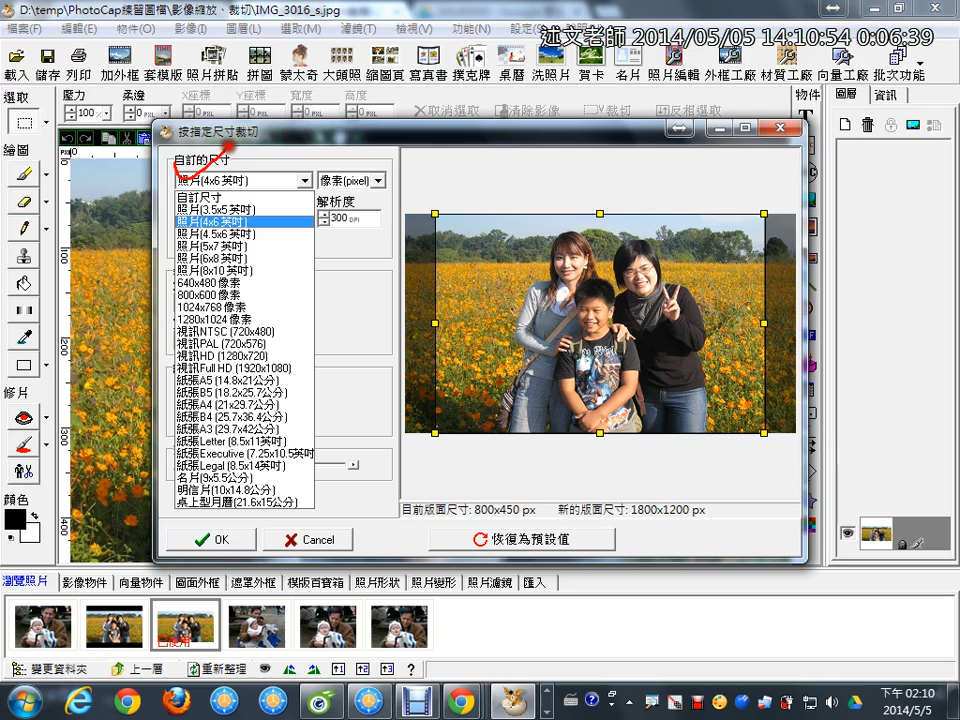 D:\temp\PhotoCap練習圖檔\影像縮放、裁切\IMG_3016_s.jpg
檔案(F) 編輯(E) 物件(O) 影像(I) 圖層(L) 選取(M) 濾鏡(T) 檢視(V) 功能(N) 設定(S)
述文老師 2014/05/05 14:10:54 0:06:39
載入 儲存 列印 加外框 套模版 照片拼貼 拼圖 蒙太奇 大頭照 縮圖頁 寫真書 撲克牌 桌曆 洗照片 賀卡 名片 照片編輯 外框工廠 材質工廠 向量工廠 批次功能
選取 壓力 柔邊 X座標 Y座標 寬度 高度 物件 圖層 資訊
100 % 0 PXL 0 PXL 0 PXL 0 PXL 0 PXL 取消選取 清除影像 裁切 反相選取
繪圖
修片
顏色
PXL 0
100
200
300
400
按指定尺寸裁切
自訂的尺寸
照片(4x6 英吋) 像素(pixel)
解析度
300 DPI
自訂尺寸
照片(3.5x5 英吋)
照片(4x6 英吋)
照片(4.5x6 英吋)
照片(5x7 英吋)
照片(6x8 英吋)
照片(8x10 英吋)
640x480 像素
800x600 像素
1024x768 像素
1280x1024 像素
視訊NTSC (720x480)
視訊PAL (720x576)
視訊HD (1280x720)
視訊Full HD (1920x1080)
紙張A5 (14.8x21公分)
紙張B5 (18.2x25.7公分)
紙張A4 (21x29.7公分)
紙張B4 (25.7x36.4公分)
紙張A3 (29.7x42公分)
紙張Letter (8.5x11英吋)
紙張Executive (7.25x10.5英吋
紙張Legal (8.5x14英吋)
名片(9x5.5公分)
明信片(10x14.8公分)
桌上型月曆(21.6x15公分)
目前版面尺寸: 800x450 px 新的版面尺寸: 1800x1200 px
OK Cancel 恢復為預設值
瀏覽照片 影像物件 向量物件 圖面外框 遮罩外框 模版百寶箱 照片形狀 照片變形 照片濾鏡 匯入
已使用
變更資料夾 上一層 重新整理 1 2 3 ?
下午 02:10
2014/5/5